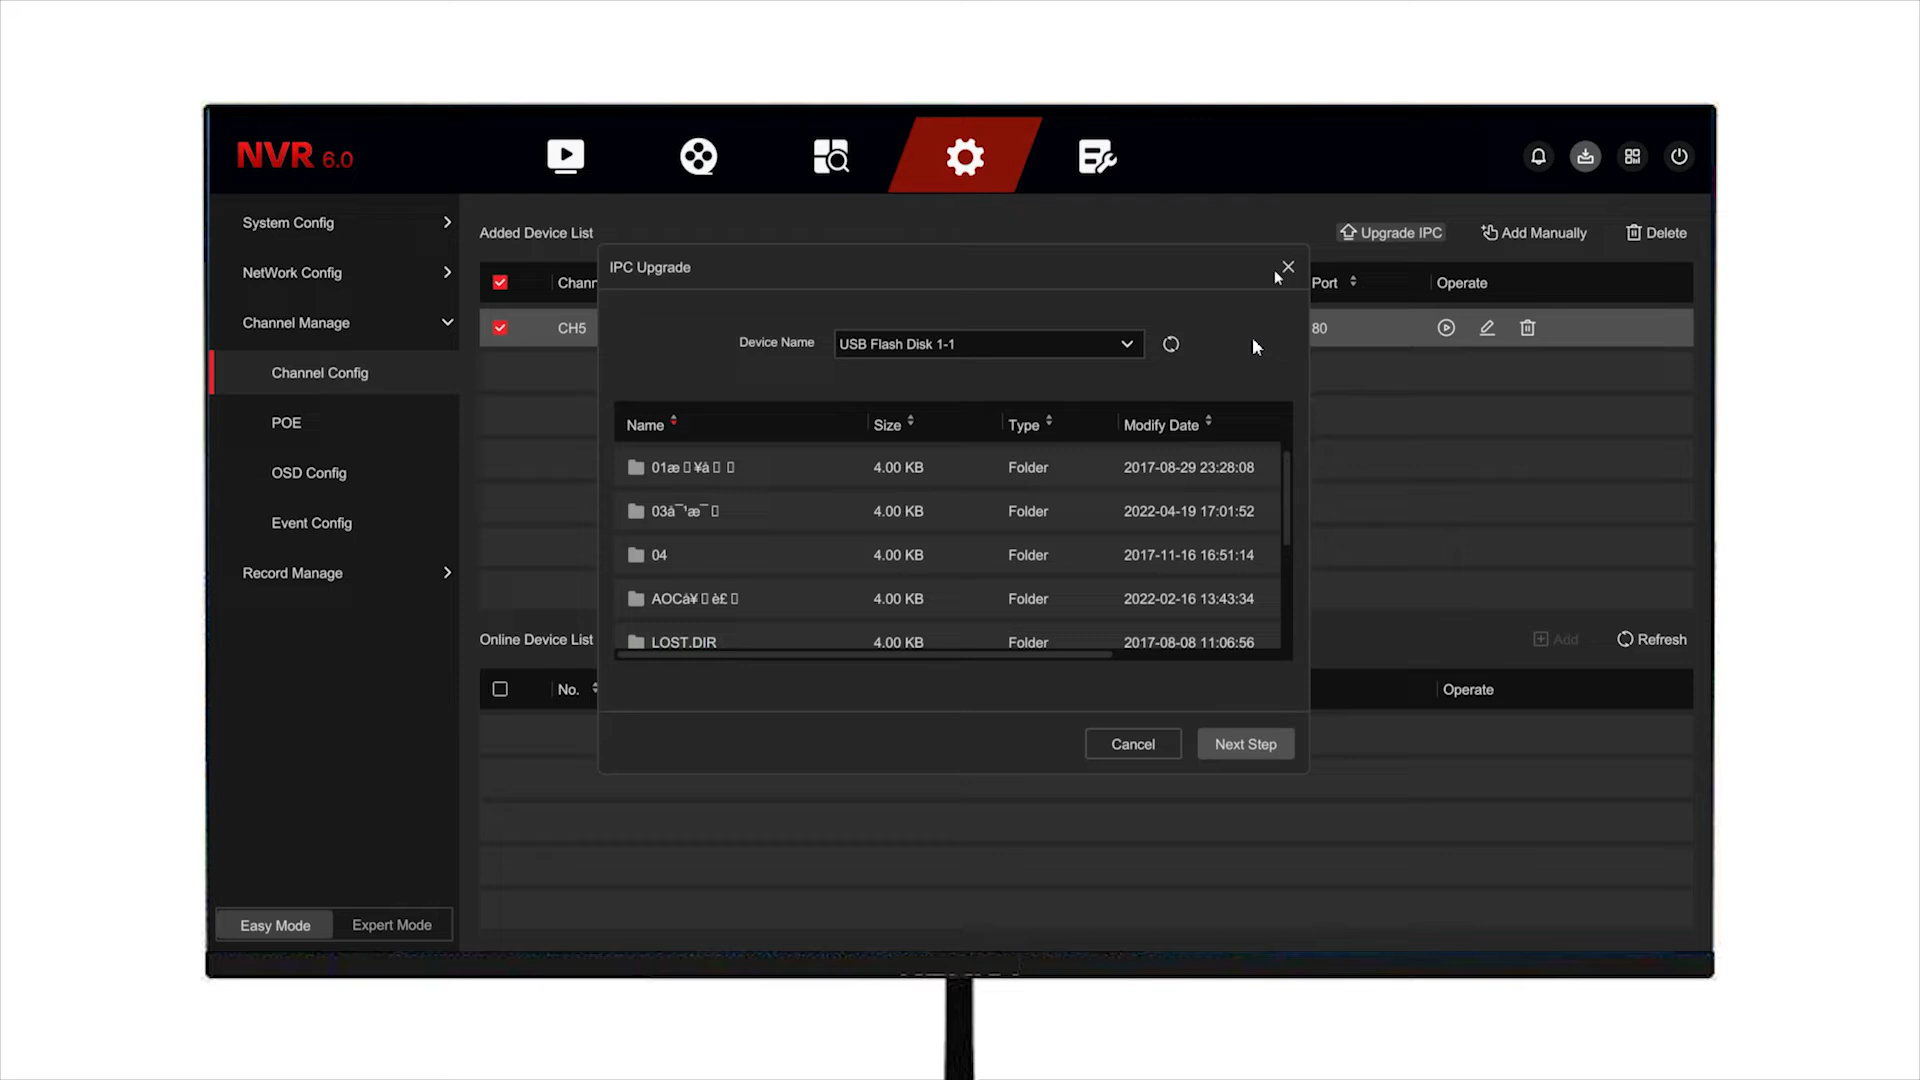 NVR 6.0
System Config
NetWork Config
Channel Manage
Channel Config
POE
OSD Config
Event Config
Record Manage
Easy Mode
Expert Mode
Added Device List
Upgrade IPC
Add Manually
Delete
Chann
Port
Operate
CH5
80
IPC Upgrade
Device Name
USB Flash Disk 1-1
Name Size Type Modify Date
01æ▯¥å▯▯ 4.00 KB Folder 2017-08-29 23:28:08
03å¯¹æ¯▯ 4.00 KB Folder 2022-04-19 17:01:52
04 4.00 KB Folder 2017-11-16 16:51:14
AOCå¥▯è£▯ 4.00 KB Folder 2022-02-16 13:43:34
LOST.DIR 4.00 KB Folder 2017-08-08 11:06:56
Cancel
Next Step
Online Device List
Add
Refresh
No.
Operate